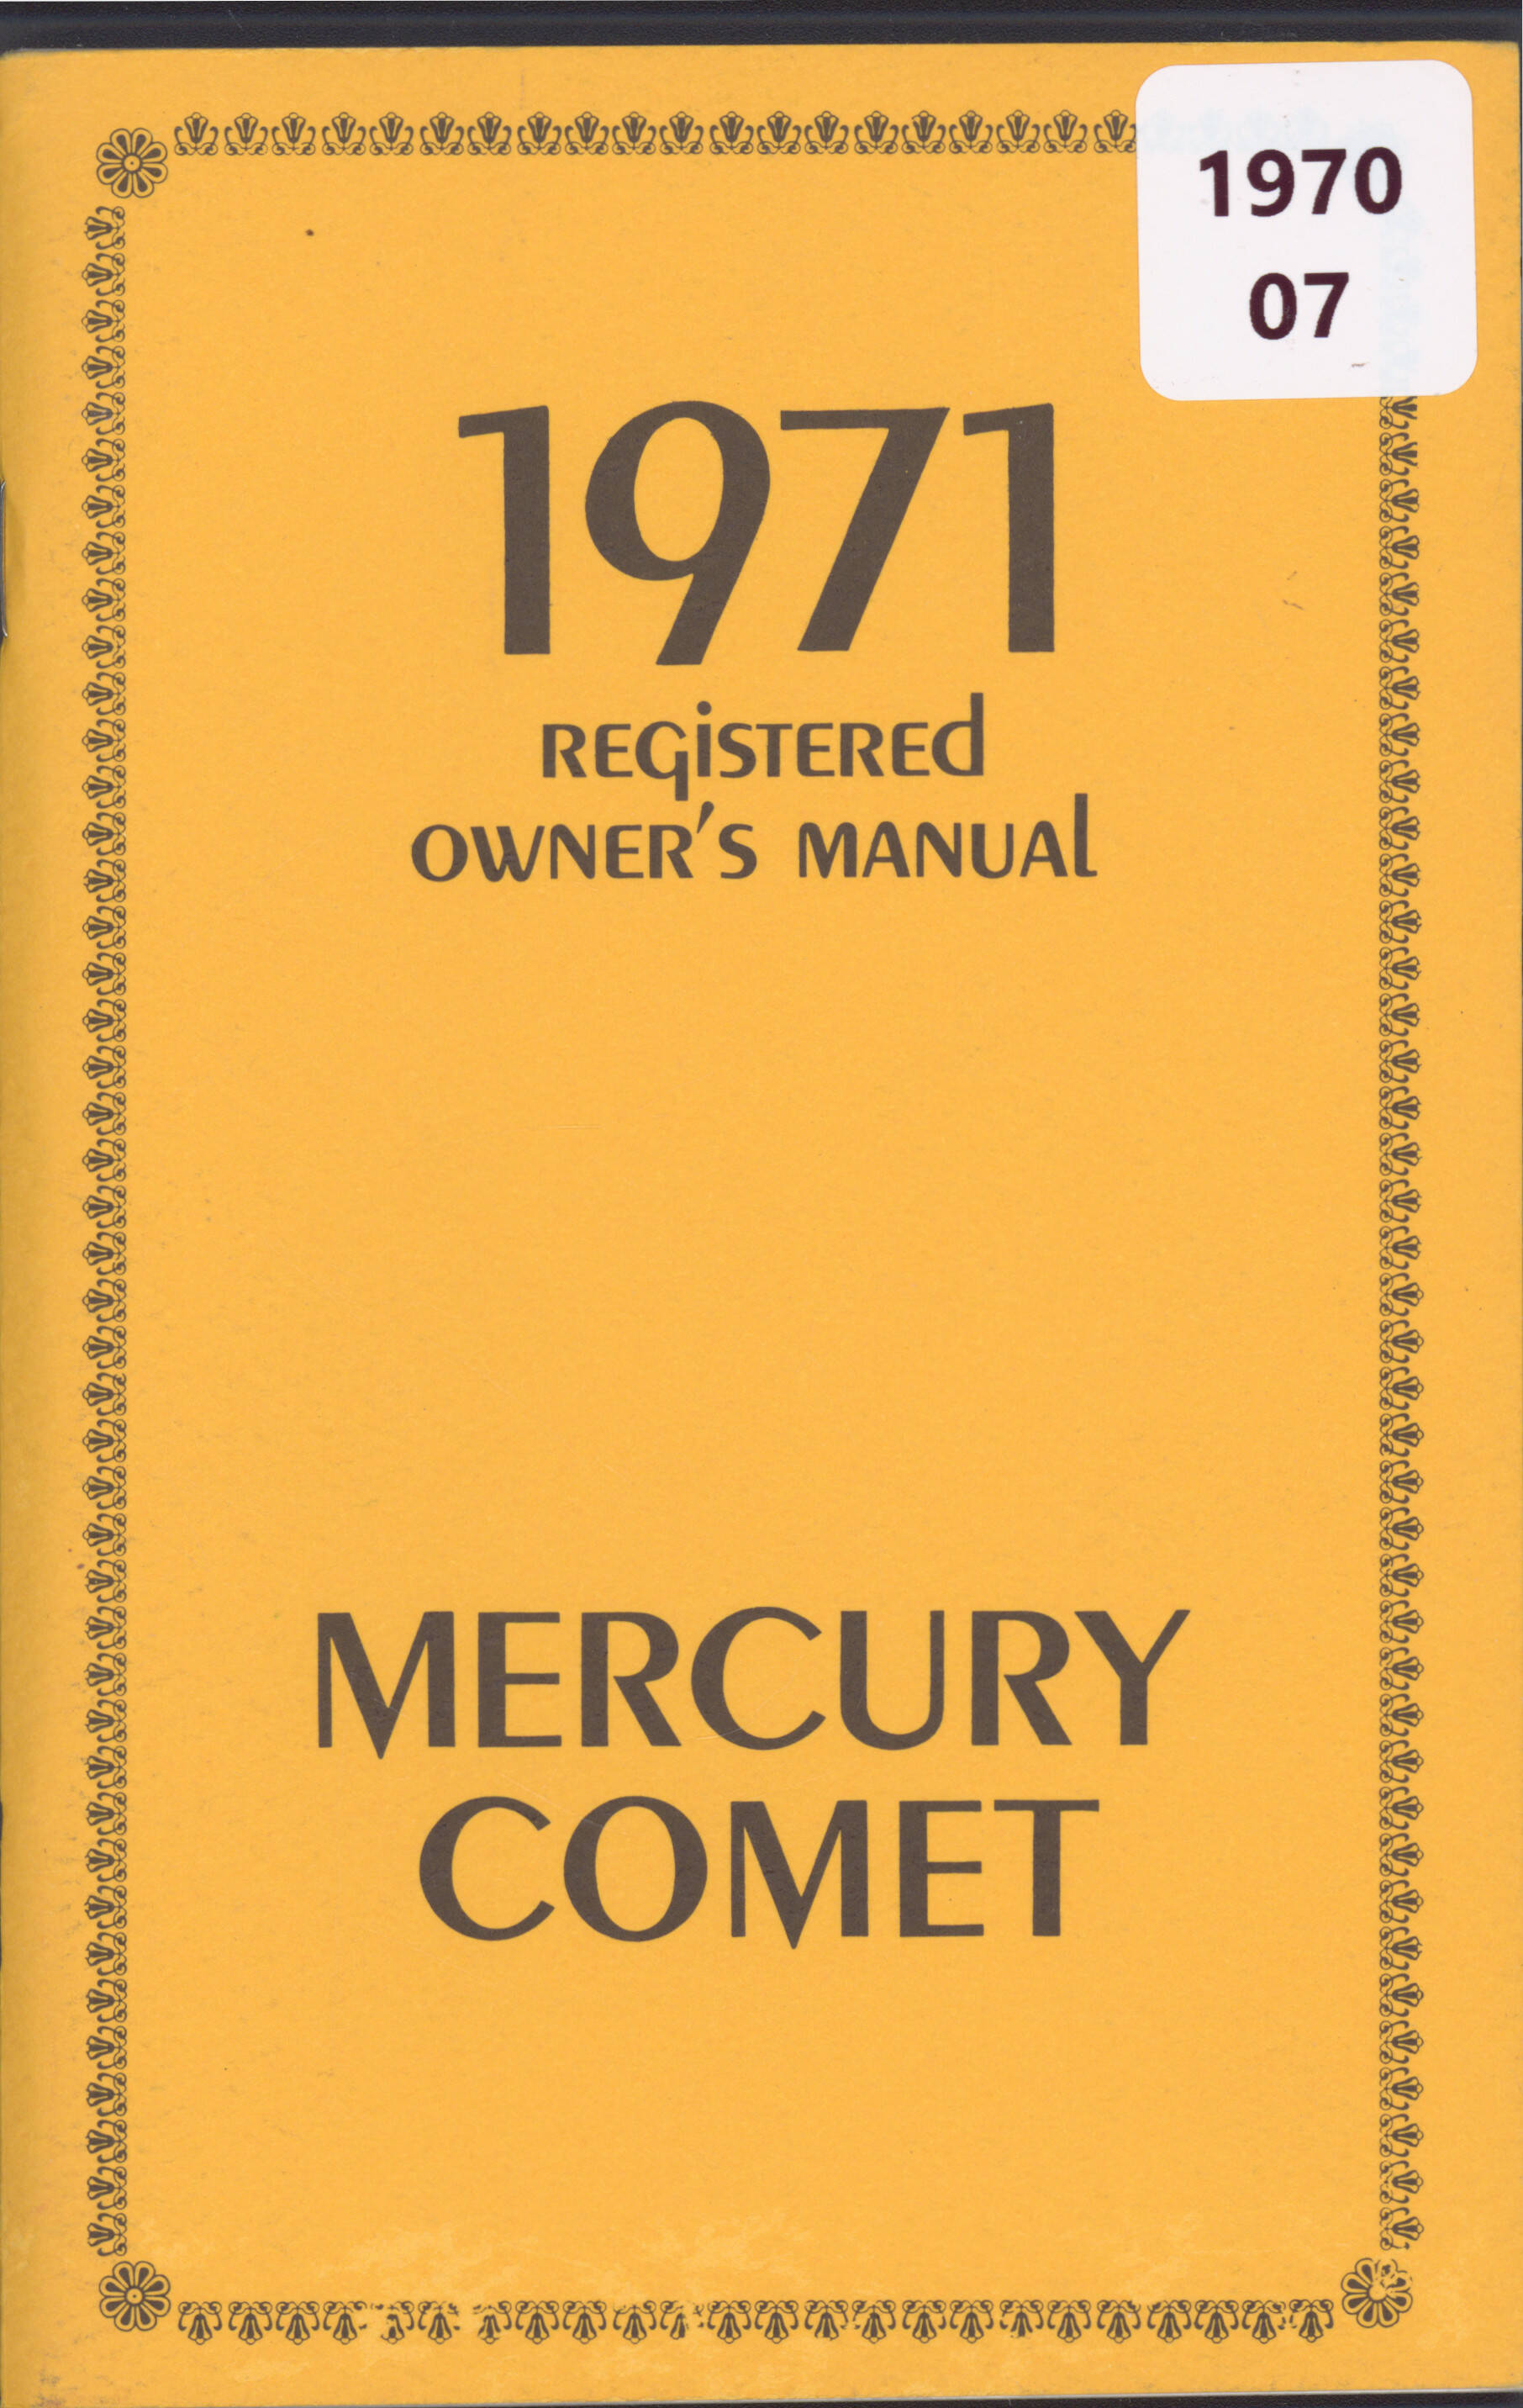 1970
07
1971
REGISTERED
OWNER'S MANUAL
MERCURY
COMET